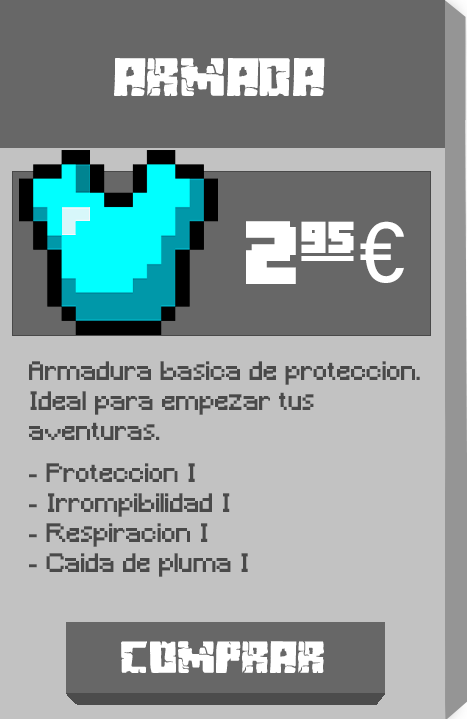 ARMADA
2.95€
Armadura basica de proteccion.
Ideal para empezar tus
aventuras.
- Proteccion I
- Irrompibilidad I
- Respiracion I
- Caida de pluma I
COMPRAR